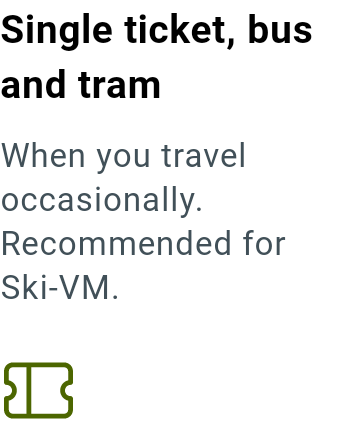 Single ticket, bus
and tram
When you travel
occasionally.
Recommended for
Ski-VM.